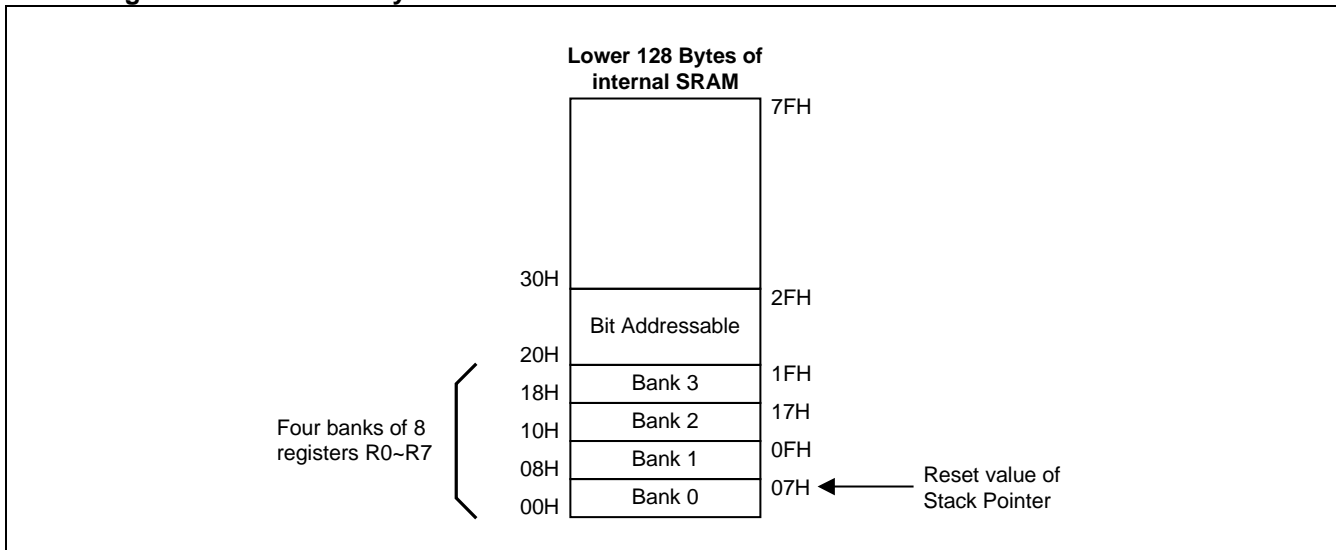 Lower 128 Bytes of
internal SRAM
7FH
30H
2FH
Bit Addressable
20H
Bank 3
1FH
18H
Bank 2
17H
Four banks of 8
registers R0~R7
10H
Bank 1
0FH
08H
Bank 0
07H
Reset value of
Stack Pointer
00H